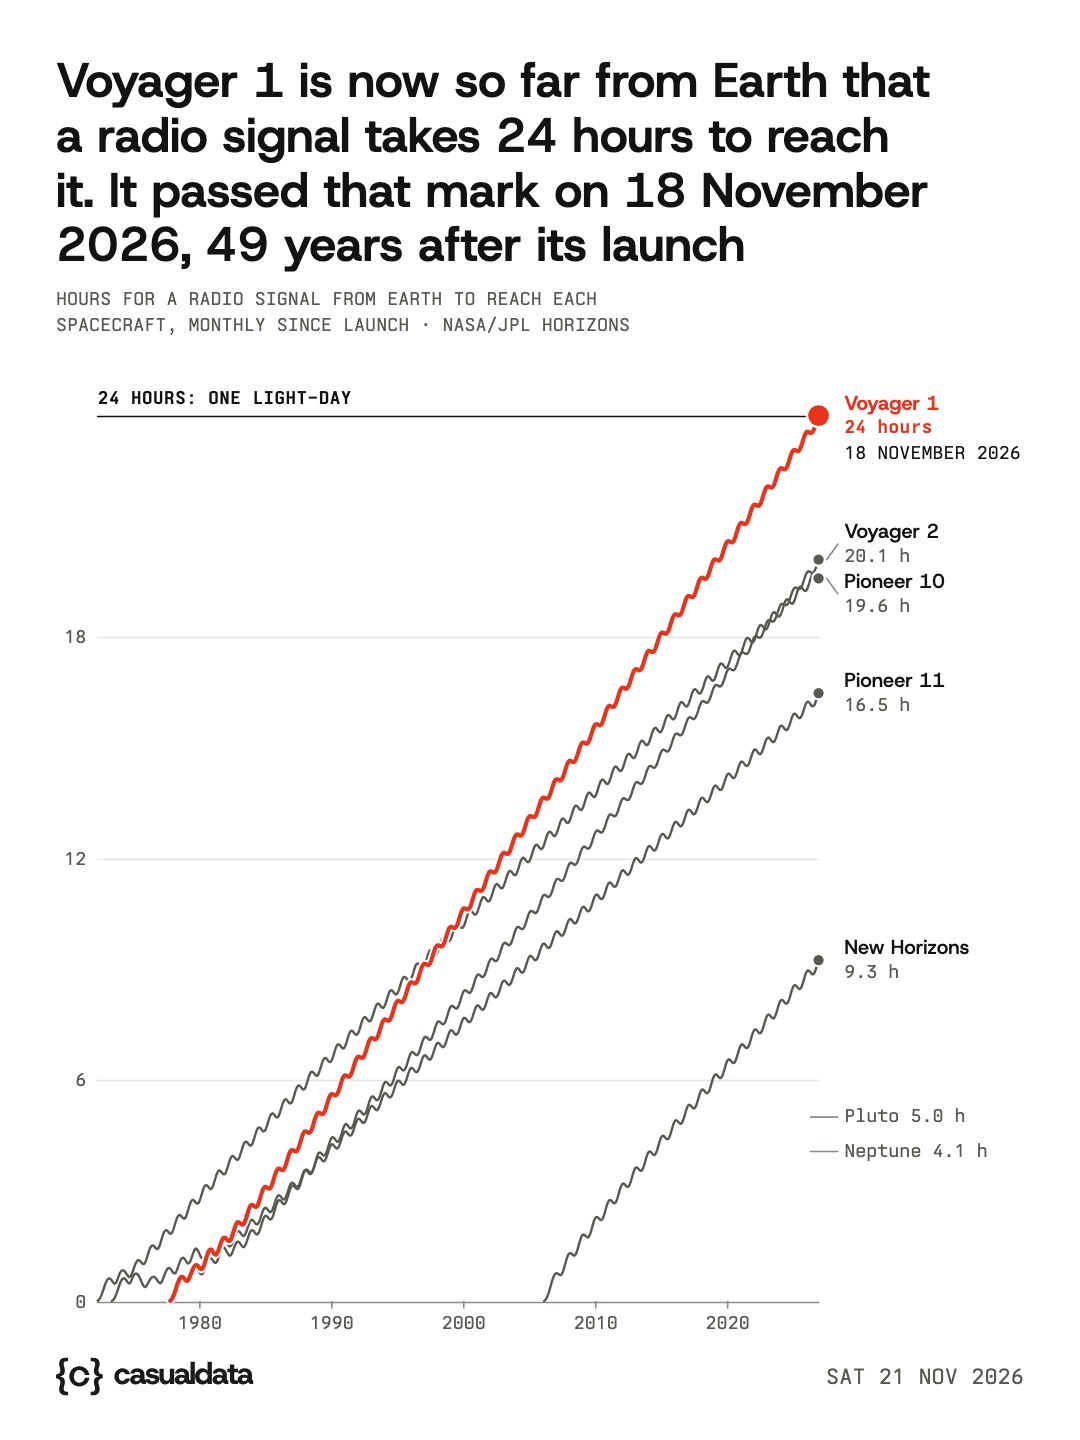 Voyager 1 is now so far from Earth that
a radio signal takes 24 hours to reach
it. It passed that mark on 18 November
2026, 49 years after its launch
HOURS FOR A RADIO SIGNAL FROM EARTH TO REACH EACH
SPACECRAFT, MONTHLY SINCE LAUNCH · NASA/JPL HORIZONS
24 HOURS: ONE LIGHT-DAY
Voyager 1
24 hours
18 NOVEMBER 2026
Voyager 2
20.1 h
Pioneer 10
19.6 h
18
Pioneer 11
16.5 h
12
New Horizons
9.3 h
6
Pluto 5.0 h
Neptune 4.1 h
0
1980 1990 2000 2010 2020
{c} casualdata
SAT 21 NOV 2026